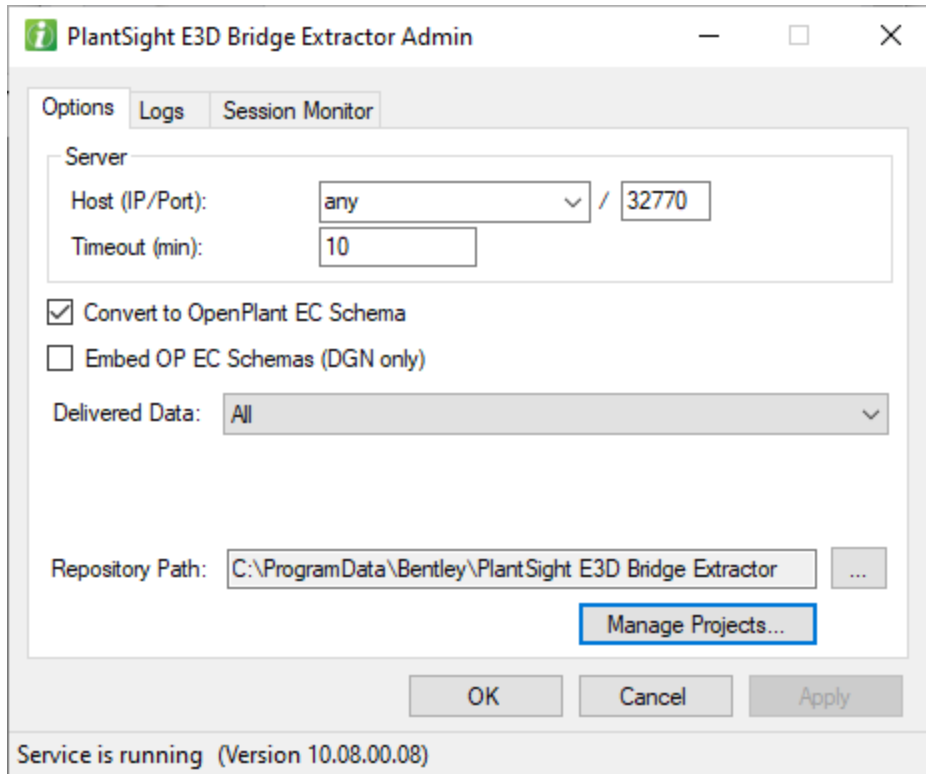 PlantSight E3D Bridge Extractor Admin
Options Logs Session Monitor
Server
Host (IP/Port): any / 32770
Timeout (min): 10
Convert to OpenPlant EC Schema
Embed OP EC Schemas (DGN only)
Delivered Data: All
Repository Path: C:\ProgramData\Bentley\PlantSight E3D Bridge Extractor ...
Manage Projects...
OK Cancel Apply
Service is running (Version 10.08.00.08)